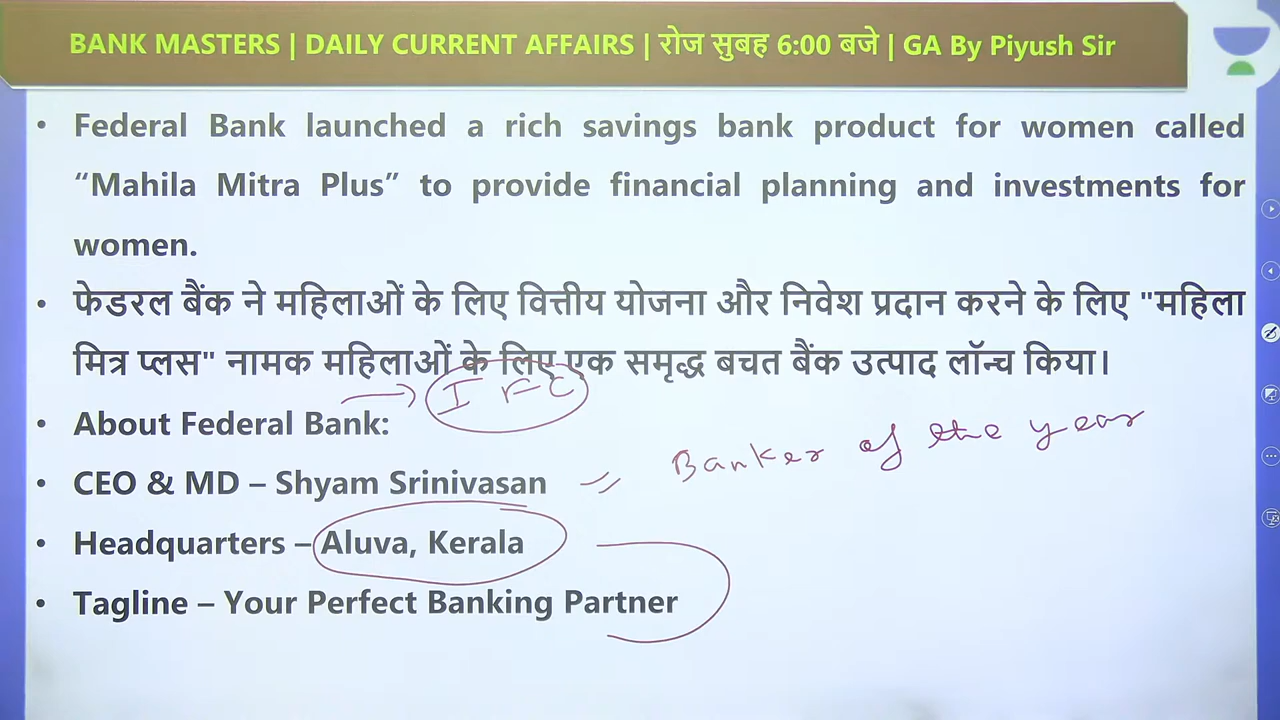 BANK MASTERS | DAILY CURRENT AFFAIRS | रोज सुबह 6:00 बजे | GA By Piyush Sir
• Federal Bank launched a rich savings bank product for women called
“Mahila Mitra Plus” to provide financial planning and investments for
women.
• फेडरल बैंक ने महिलाओं के लिए वित्तीय योजना और निवेश प्रदान करने के लिए "महिला
मित्र प्लस" नामक महिलाओं के लिए एक समृद्ध बचत बैंक उत्पाद लॉन्च किया।
IFC
• About Federal Bank:
Banker of the year
• CEO & MD – Shyam Srinivasan
• Headquarters – Aluva, Kerala
• Tagline – Your Perfect Banking Partner